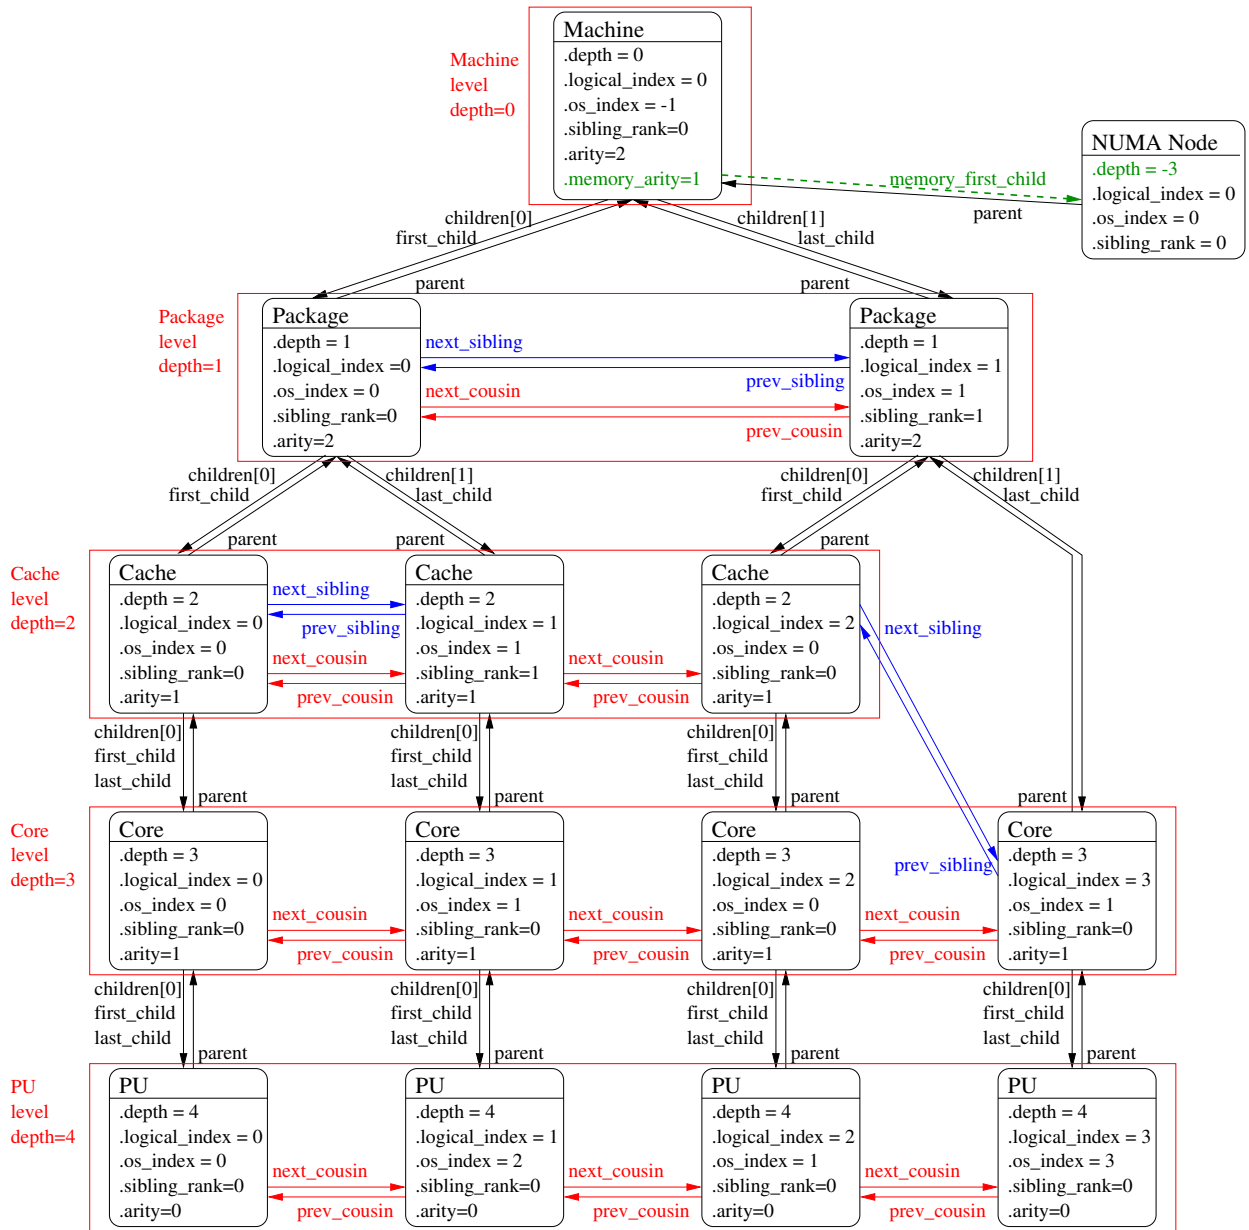 Machine
.depth = 0
.logical_index = 0
.os_index = -1
.sibling_rank=0
.arity=2
.memory_arity=1
Machine
level
depth=0
NUMA Node
.depth = -3
.logical_index = 0
.os_index = 0
.sibling_rank = 0
memory_first_child
parent
children[0]
first_child
children[1]
last_child
parent
parent
Package
level
depth=1
Package
.depth = 1
.logical_index =0
.os_index = 0
.sibling_rank=0
.arity=2
next_sibling
prev_sibling
next_cousin
prev_cousin
Package
.depth = 1
.logical_index = 1
.os_index = 1
.sibling_rank=1
.arity=2
children[0]
first_child
children[1]
last_child
children[0]
first_child
children[1]
last_child
parent
parent
parent
Cache
level
depth=2
Cache
.depth = 2
.logical_index = 0
.os_index = 0
.sibling_rank=0
.arity=1
next_sibling
prev_sibling
next_cousin
prev_cousin
Cache
.depth = 2
.logical_index = 1
.os_index = 1
.sibling_rank=1
.arity=1
next_cousin
prev_cousin
Cache
.depth = 2
.logical_index = 2
.os_index = 0
.sibling_rank=0
.arity=1
next_sibling
prev_sibling
children[0]
first_child
last_child
parent
children[0]
first_child
last_child
parent
children[0]
first_child
last_child
parent
parent
Core
level
depth=3
Core
.depth = 3
.logical_index = 0
.os_index = 0
.sibling_rank=0
.arity=1
next_cousin
prev_cousin
Core
.depth = 3
.logical_index = 1
.os_index = 1
.sibling_rank=0
.arity=1
next_cousin
prev_cousin
Core
.depth = 3
.logical_index = 2
.os_index = 0
.sibling_rank=0
.arity=1
next_cousin
prev_cousin
Core
.depth = 3
.logical_index = 3
.os_index = 1
.sibling_rank=0
.arity=1
children[0]
first_child
last_child
parent
children[0]
first_child
last_child
parent
children[0]
first_child
last_child
parent
children[0]
first_child
last_child
parent
PU
level
depth=4
PU
.depth = 4
.logical_index = 0
.os_index = 0
.sibling_rank=0
.arity=0
next_cousin
prev_cousin
PU
.depth = 4
.logical_index = 1
.os_index = 2
.sibling_rank=0
.arity=0
next_cousin
prev_cousin
PU
.depth = 4
.logical_index = 2
.os_index = 1
.sibling_rank=0
.arity=0
next_cousin
prev_cousin
PU
.depth = 4
.logical_index = 3
.os_index = 3
.sibling_rank=0
.arity=0